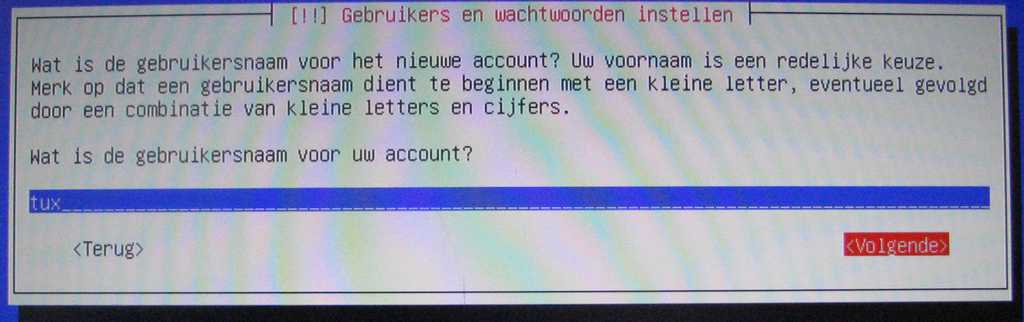 [!!] Gebruikers en wachtwoorden instellen
Wat is de gebruikersnaam voor het nieuwe account? Uw voornaam is een redelijke keuze.
Merk op dat een gebruikersnaam dient te beginnen met een kleine letter, eventueel gevolgd
door een combinatie van kleine letters en cijfers.
Wat is de gebruikersnaam voor uw account?
tux
<Terug> <Volgende>